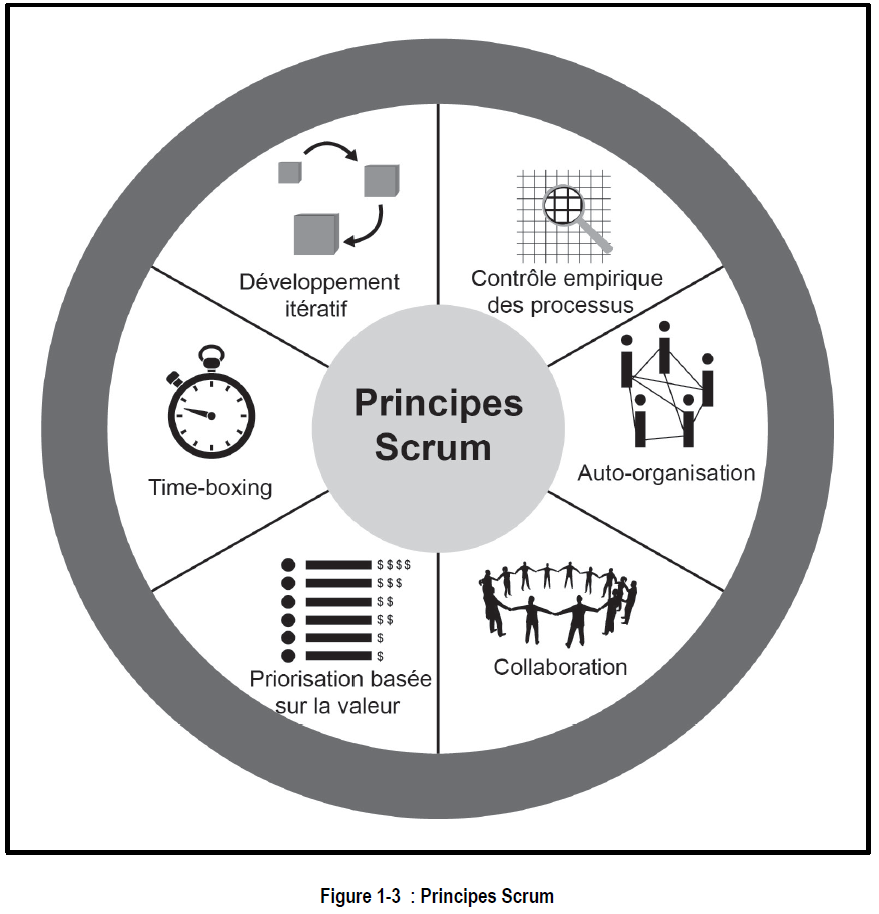 Développement
itératif
Contrôle empirique
des processus
Principes
Scrum
Time-boxing
Auto-organisation
$$$$
$$$
$$
$$
$
$
Priorisation basée
sur la valeur
Collaboration
Figure 1-3 : Principes Scrum